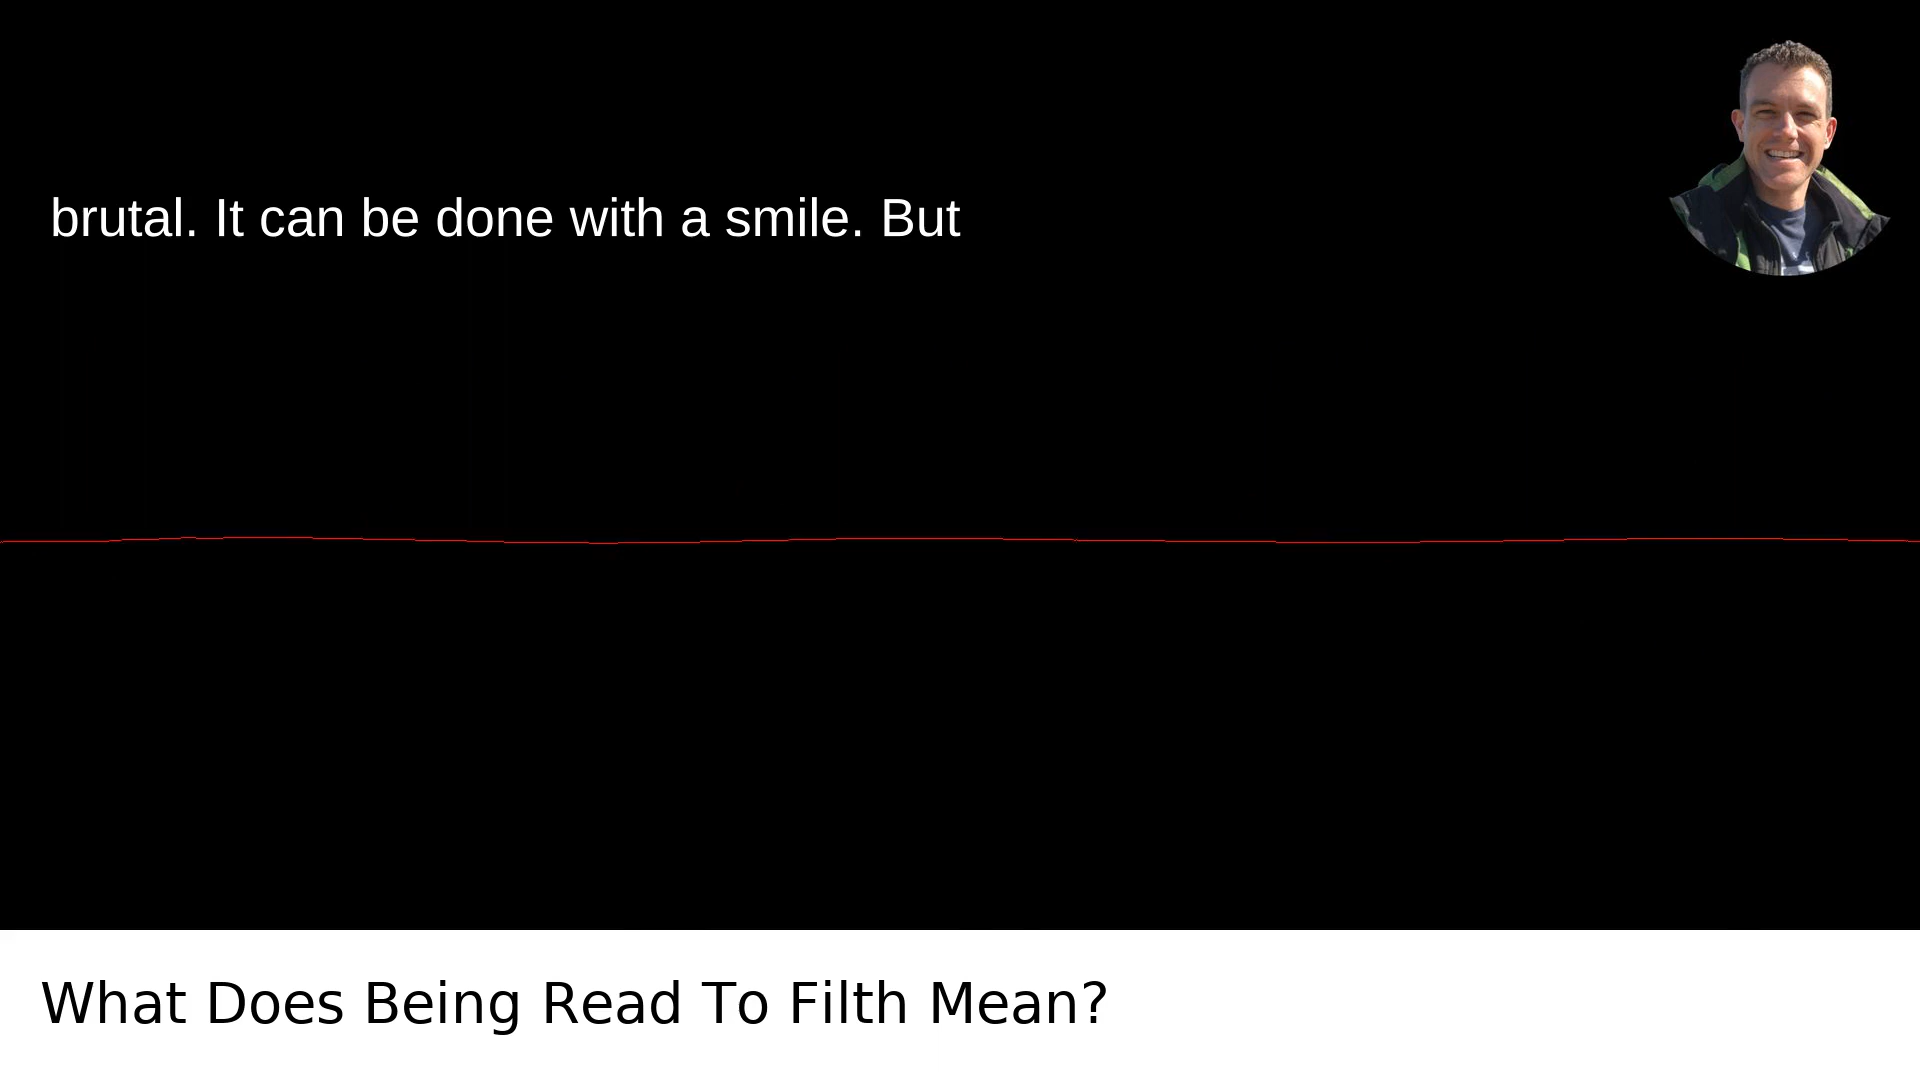 brutal. It can be done with a smile. But
What Does Being Read To Filth Mean?